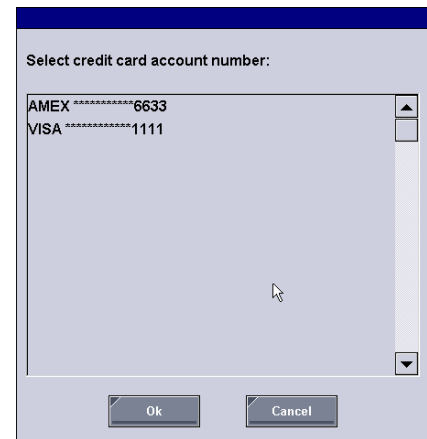 Select credit card account number:
AMEX ***********6633
VISA ************1111
Ok
Cancel